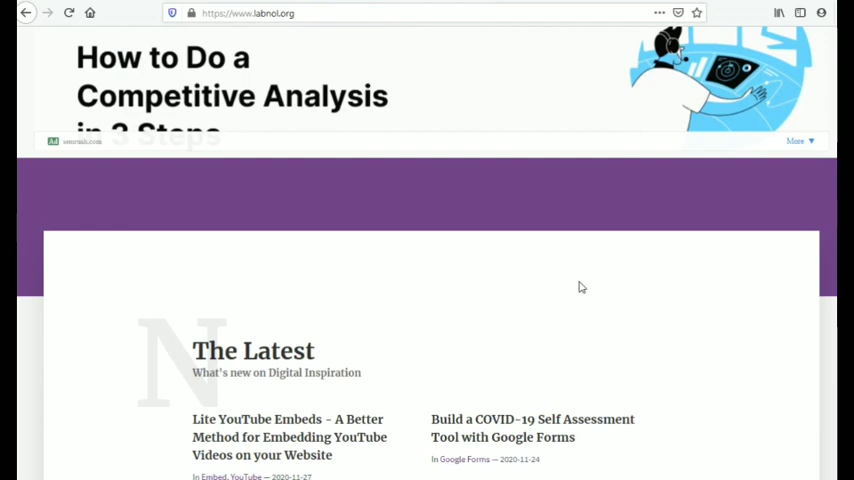 https://www.labnol.org
How to Do a
Competitive Analysis
in 3 Steps
Ad semrush.com
More
N
The Latest
What's new on Digital Inspiration
Lite YouTube Embeds - A Better
Method for Embedding YouTube
Videos on your Website
In Embed, YouTube — 2020-11-27
Build a COVID-19 Self Assessment
Tool with Google Forms
In Google Forms — 2020-11-24